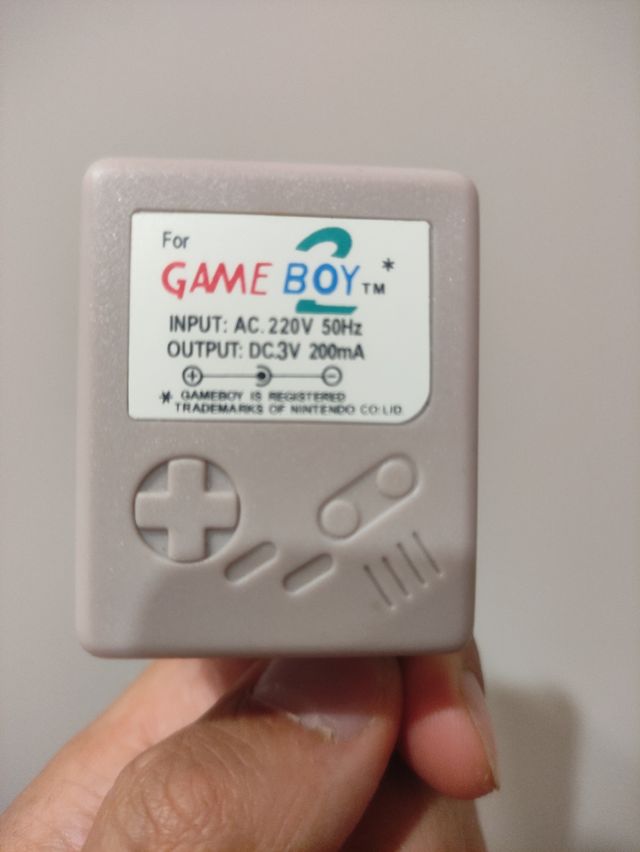 For
2
GAME BOY TM *
INPUT: AC. 220V 50Hz
OUTPUT: DC.3V 200mA
+ −
* GAMEBOY IS REGISTERED
TRADEMARKS OF NINTENDO CO: LID